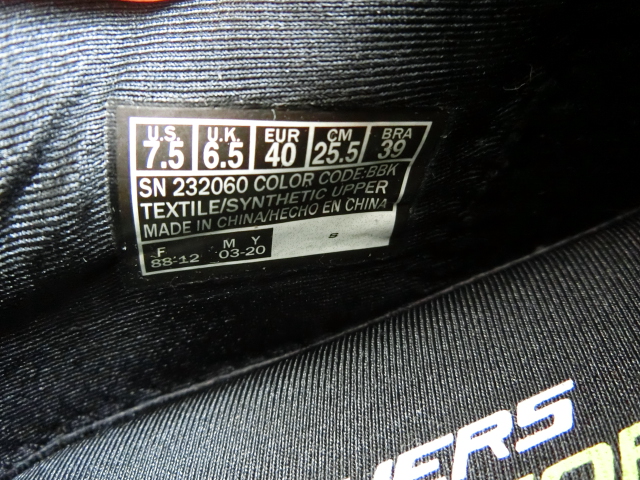 U.S. U.K. EUR CM BRA
7.5 6.5 40 25.5 39
SN 232060 COLOR CODE:BBK
TEXTILE/SYNTHETIC UPPER
MADE IN CHINA/HECHO EN CHINA
F M Y S
88:12 03-20